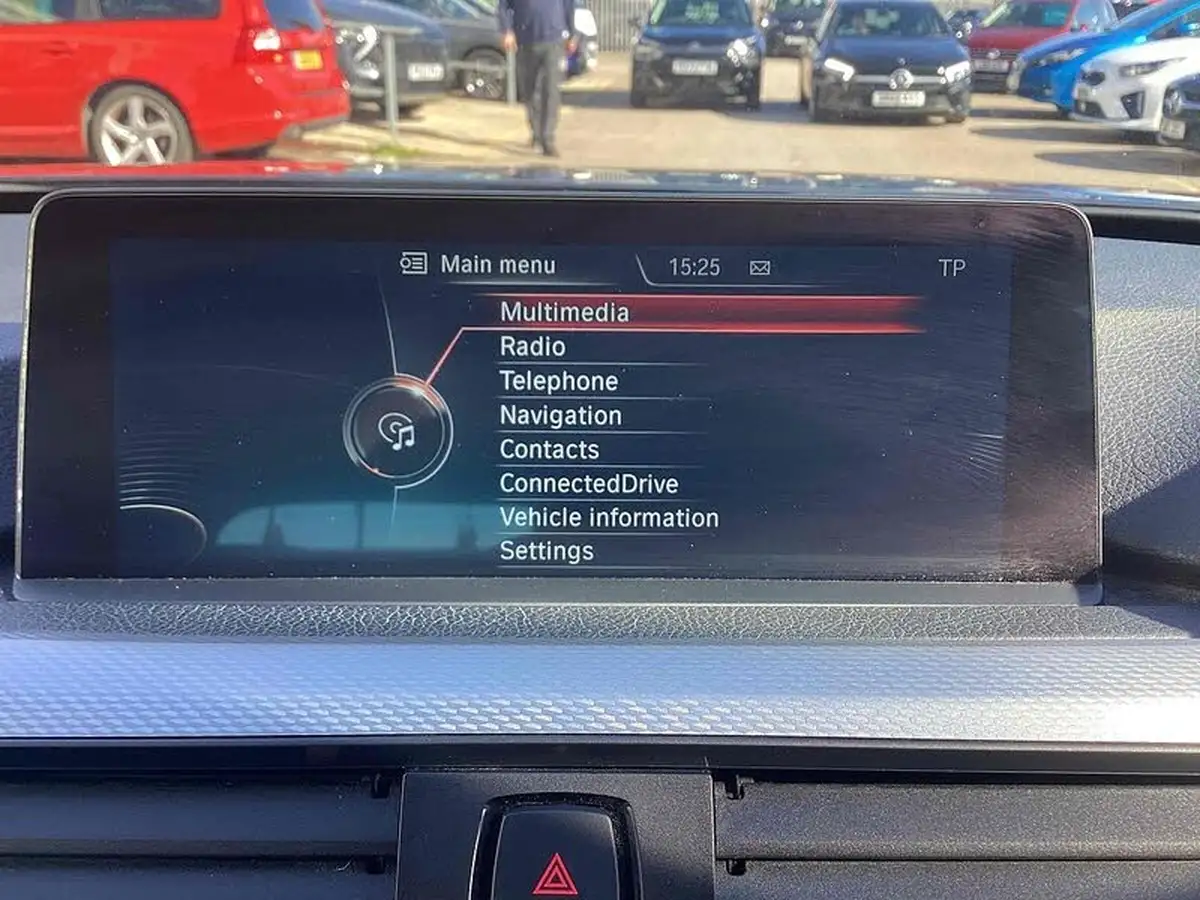 Main menu 15:25 TP
Multimedia
Radio
Telephone
Navigation
Contacts
ConnectedDrive
Vehicle information
Settings